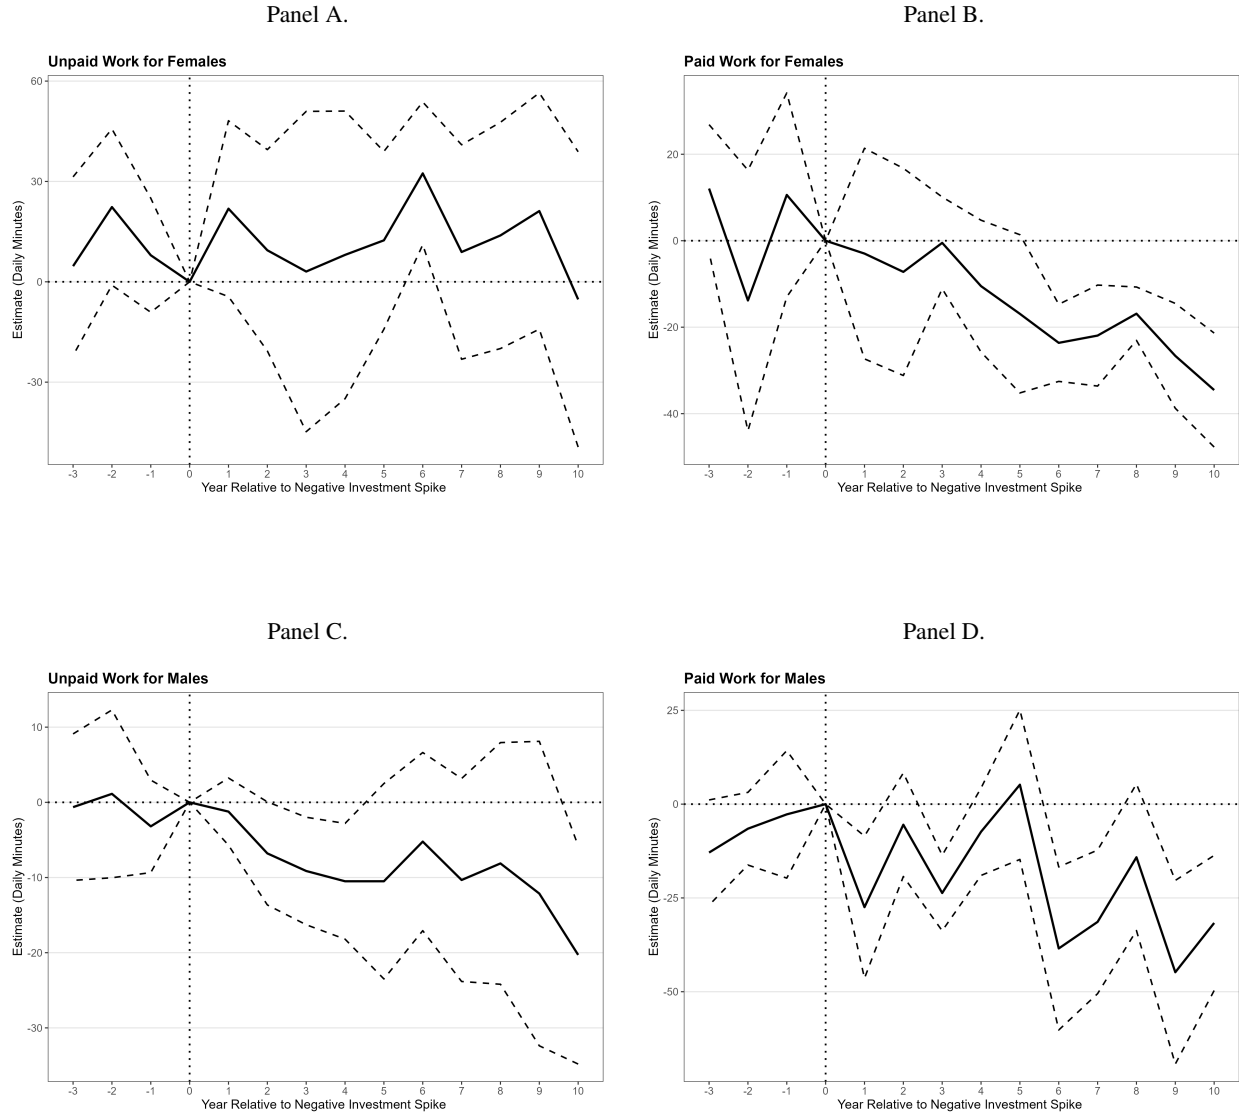 Panel A.
Panel B.
Unpaid Work for Females
Paid Work for Females
Estimate (Daily Minutes)
60
30
0
-30
-3 -2 -1 0 1 2 3 4 5 6 7 8 9 10
Year Relative to Negative Investment Spike
Estimate (Daily Minutes)
20
0
-20
-40
-3 -2 -1 0 1 2 3 4 5 6 7 8 9 10
Year Relative to Negative Investment Spike
Panel C.
Panel D.
Unpaid Work for Males
Paid Work for Males
Estimate (Daily Minutes)
10
0
-10
-20
-30
-3 -2 -1 0 1 2 3 4 5 6 7 8 9 10
Year Relative to Negative Investment Spike
Estimate (Daily Minutes)
25
0
-25
-50
-3 -2 -1 0 1 2 3 4 5 6 7 8 9 10
Year Relative to Negative Investment Spike